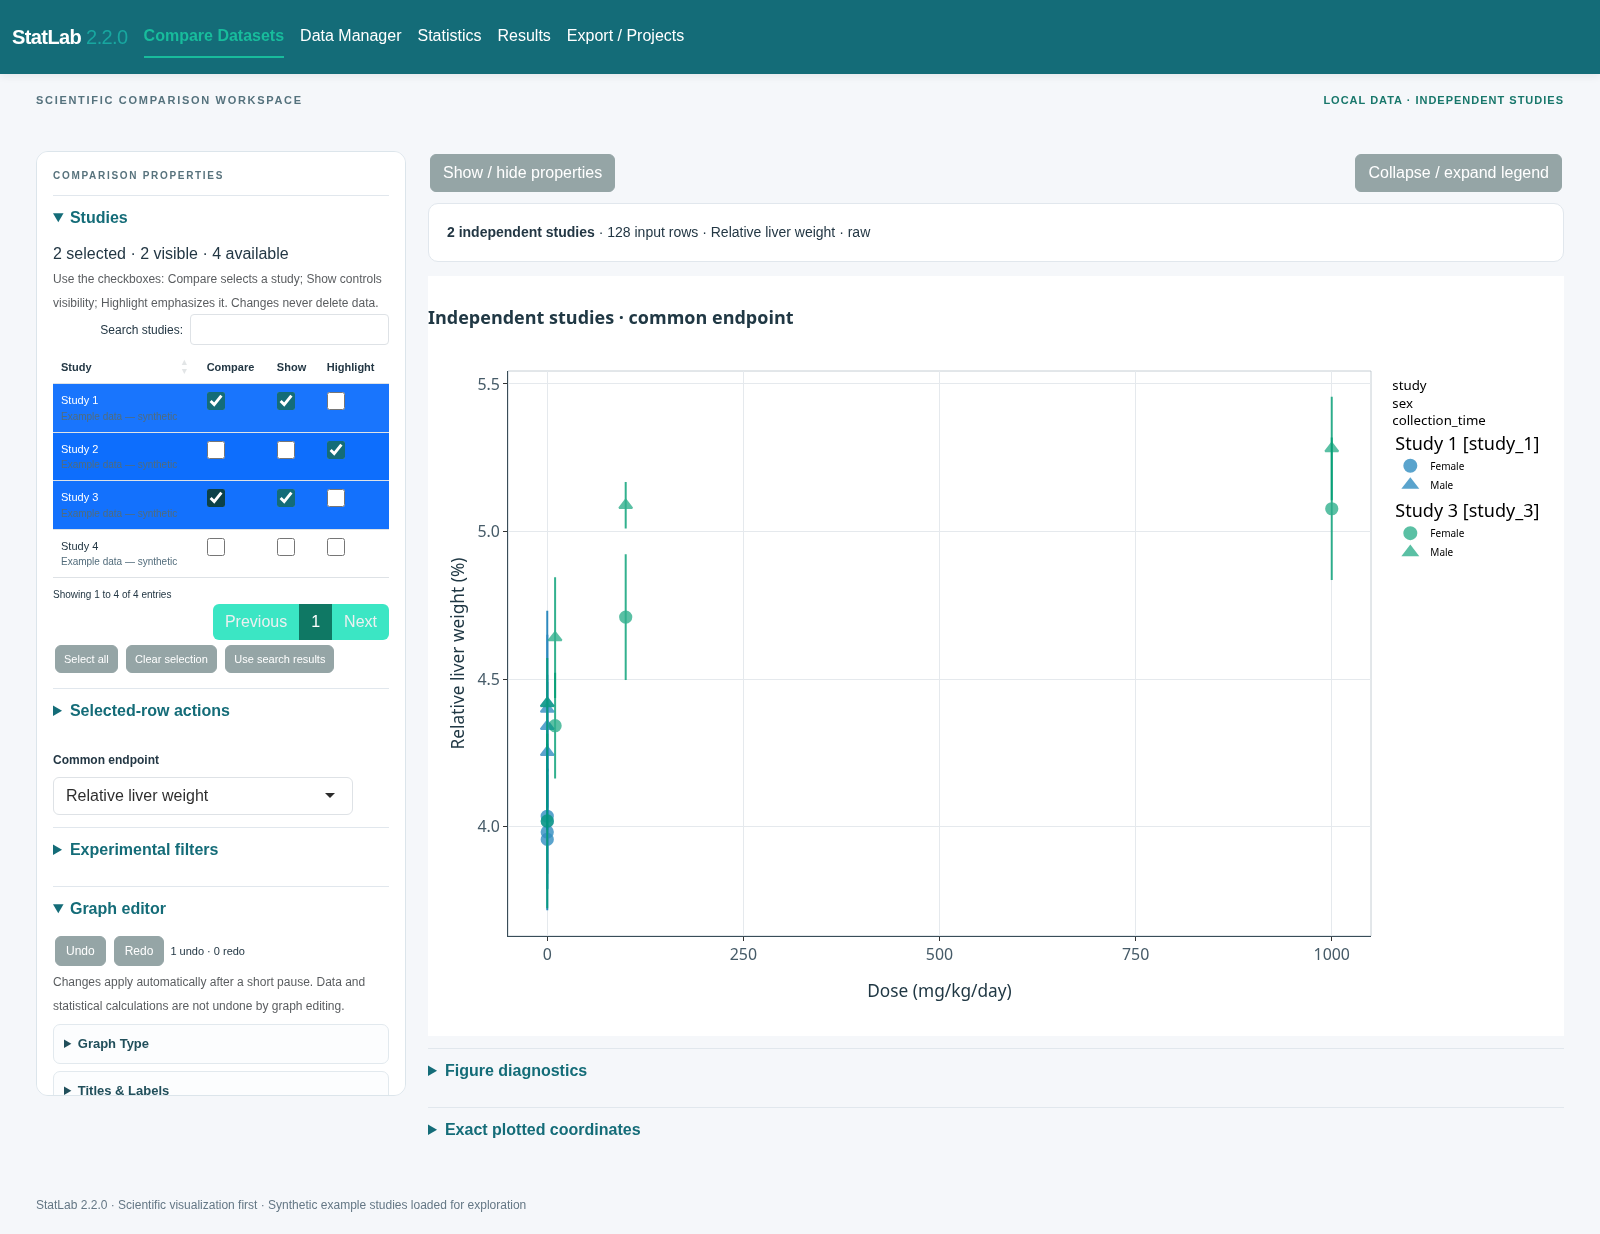 StatLab 2.2.0 Compare Datasets Data Manager Statistics Results Export / Projects
SCIENTIFIC COMPARISON WORKSPACE
LOCAL DATA · INDEPENDENT STUDIES
COMPARISON PROPERTIES
▼ Studies
2 selected · 2 visible · 4 available
Use the checkboxes: Compare selects a study; Show controls
visibility; Highlight emphasizes it. Changes never delete data.
Search studies:
Study Compare Show Highlight
Study 1
Example data — synthetic
Study 2
Example data — synthetic
Study 3
Example data — synthetic
Study 4
Example data — synthetic
Showing 1 to 4 of 4 entries
Previous 1 Next
Select all Clear selection Use search results
▶ Selected-row actions
Common endpoint
Relative liver weight
▶ Experimental filters
▼ Graph editor
Undo Redo 1 undo · 0 redo
Changes apply automatically after a short pause. Data and
statistical calculations are not undone by graph editing.
▶ Graph Type
▶ Titles & Labels
Show / hide properties
Collapse / expand legend
2 independent studies · 128 input rows · Relative liver weight · raw
Independent studies · common endpoint
5.5
5.0
4.5
4.0
Relative liver weight (%)
0 250 500 750 1000
Dose (mg/kg/day)
study
sex
collection_time
Study 1 [study_1]
Female
Male
Study 3 [study_3]
Female
Male
▶ Figure diagnostics
▶ Exact plotted coordinates
StatLab 2.2.0 · Scientific visualization first · Synthetic example studies loaded for exploration